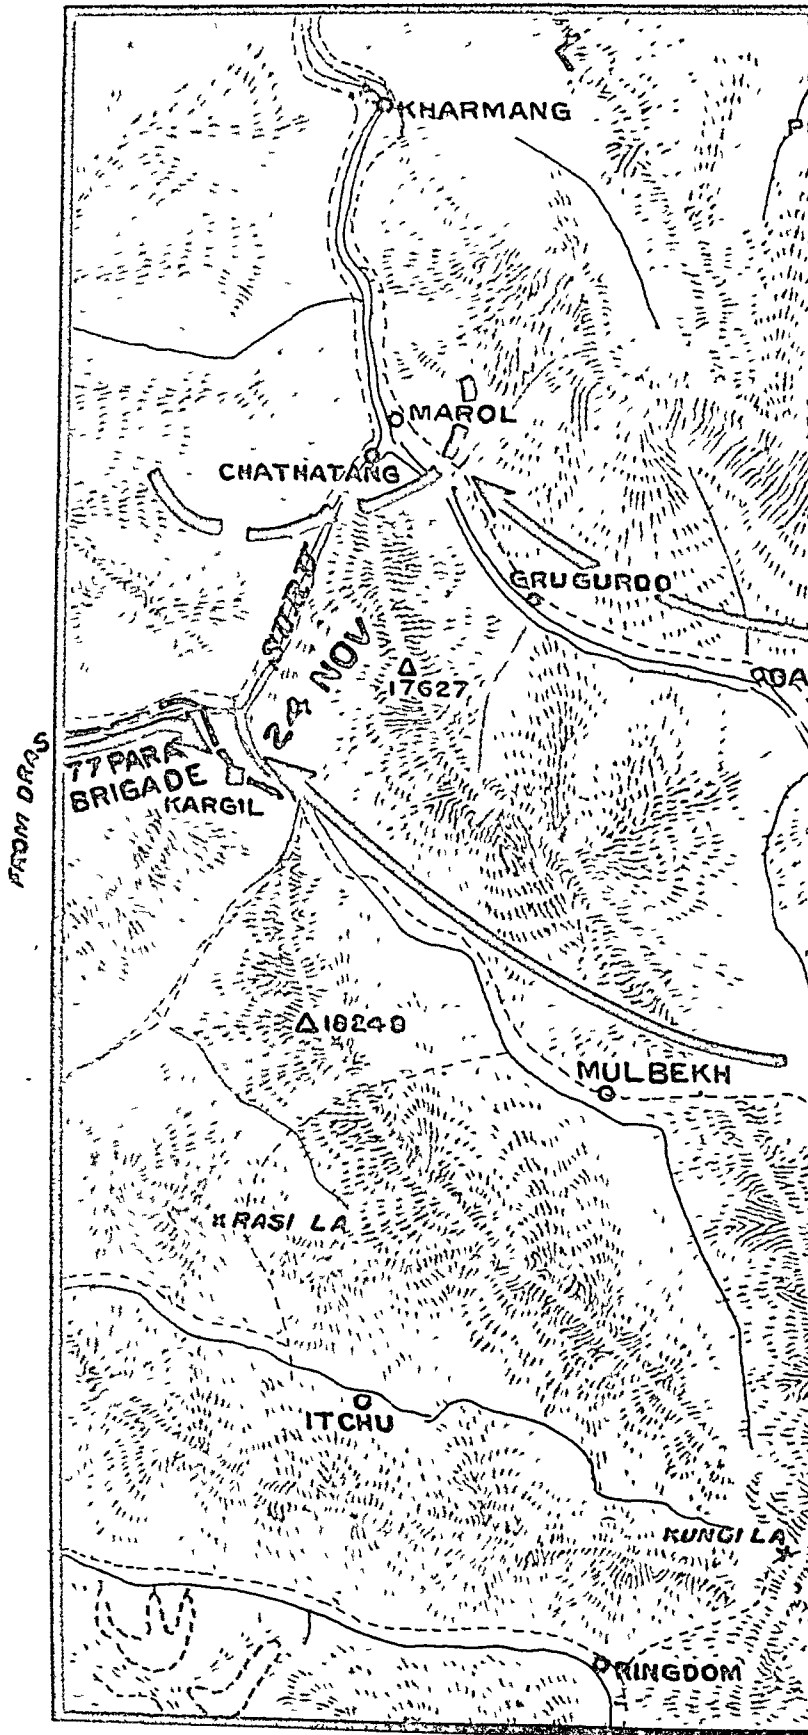 KHARMANG
P
MAROL
CHATHATANG
SURU
GRUGURDO
24 NOV
17627
DA
FROM DRAS
77 PARA
BRIGADE
KARGIL
18240
MULBEKH
RASI LA
ITCHU
KUNGI LA
RINGDOM